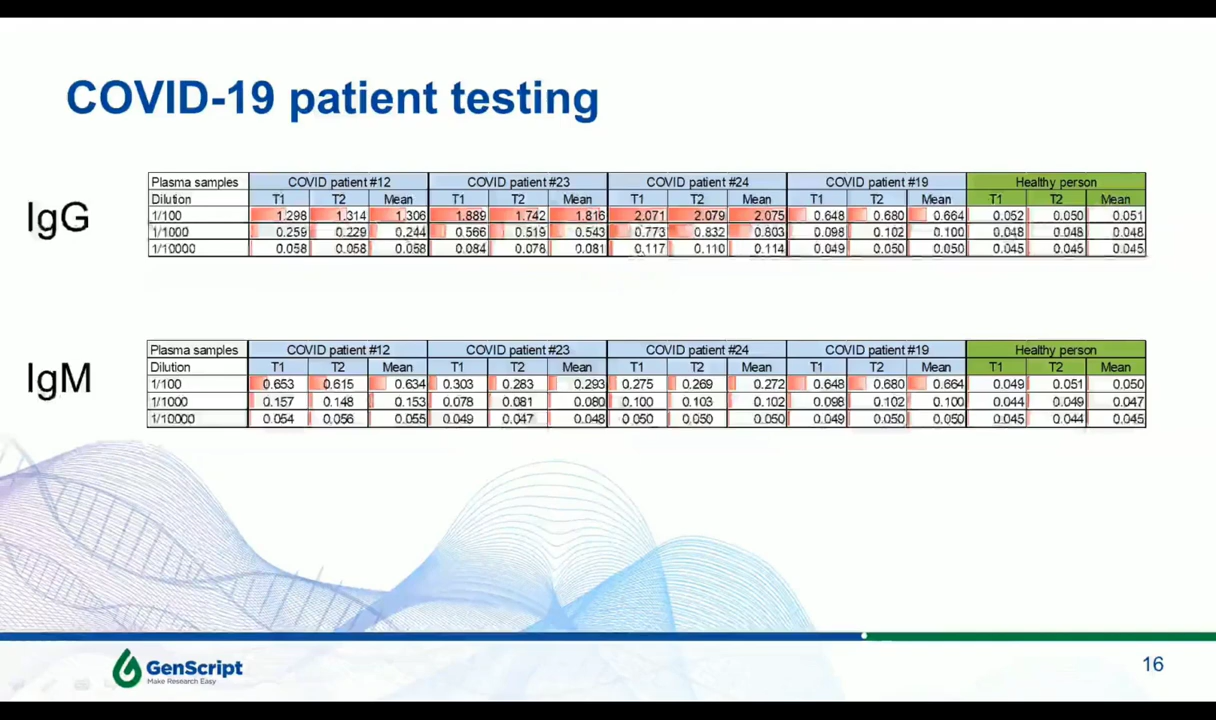 COVID-19 patient testing
IgG
Plasma samples COVID patient #12 COVID patient #23 COVID patient #24 COVID patient #19 Healthy person
Dilution T1 T2 Mean T1 T2 Mean T1 T2 Mean T1 T2 Mean T1 T2 Mean
1/100 1.298 1.314 1.306 1.889 1.742 1.816 2.071 2.079 2.075 0.648 0.680 0.664 0.052 0.050 0.051
1/1000 0.259 0.229 0.244 0.566 0.519 0.543 0.773 0.832 0.803 0.098 0.102 0.100 0.048 0.048 0.048
1/10000 0.058 0.058 0.058 0.084 0.078 0.081 0.117 0.110 0.114 0.049 0.050 0.050 0.045 0.045 0.045
IgM
Plasma samples COVID patient #12 COVID patient #23 COVID patient #24 COVID patient #19 Healthy person
Dilution T1 T2 Mean T1 T2 Mean T1 T2 Mean T1 T2 Mean T1 T2 Mean
1/100 0.653 0.615 0.634 0.303 0.283 0.293 0.275 0.269 0.272 0.648 0.680 0.664 0.049 0.051 0.050
1/1000 0.157 0.148 0.153 0.078 0.081 0.080 0.100 0.103 0.102 0.098 0.102 0.100 0.044 0.049 0.047
1/10000 0.054 0.056 0.055 0.049 0.047 0.048 0.050 0.050 0.050 0.049 0.050 0.050 0.045 0.044 0.045
GenScript
Make Research Easy
16